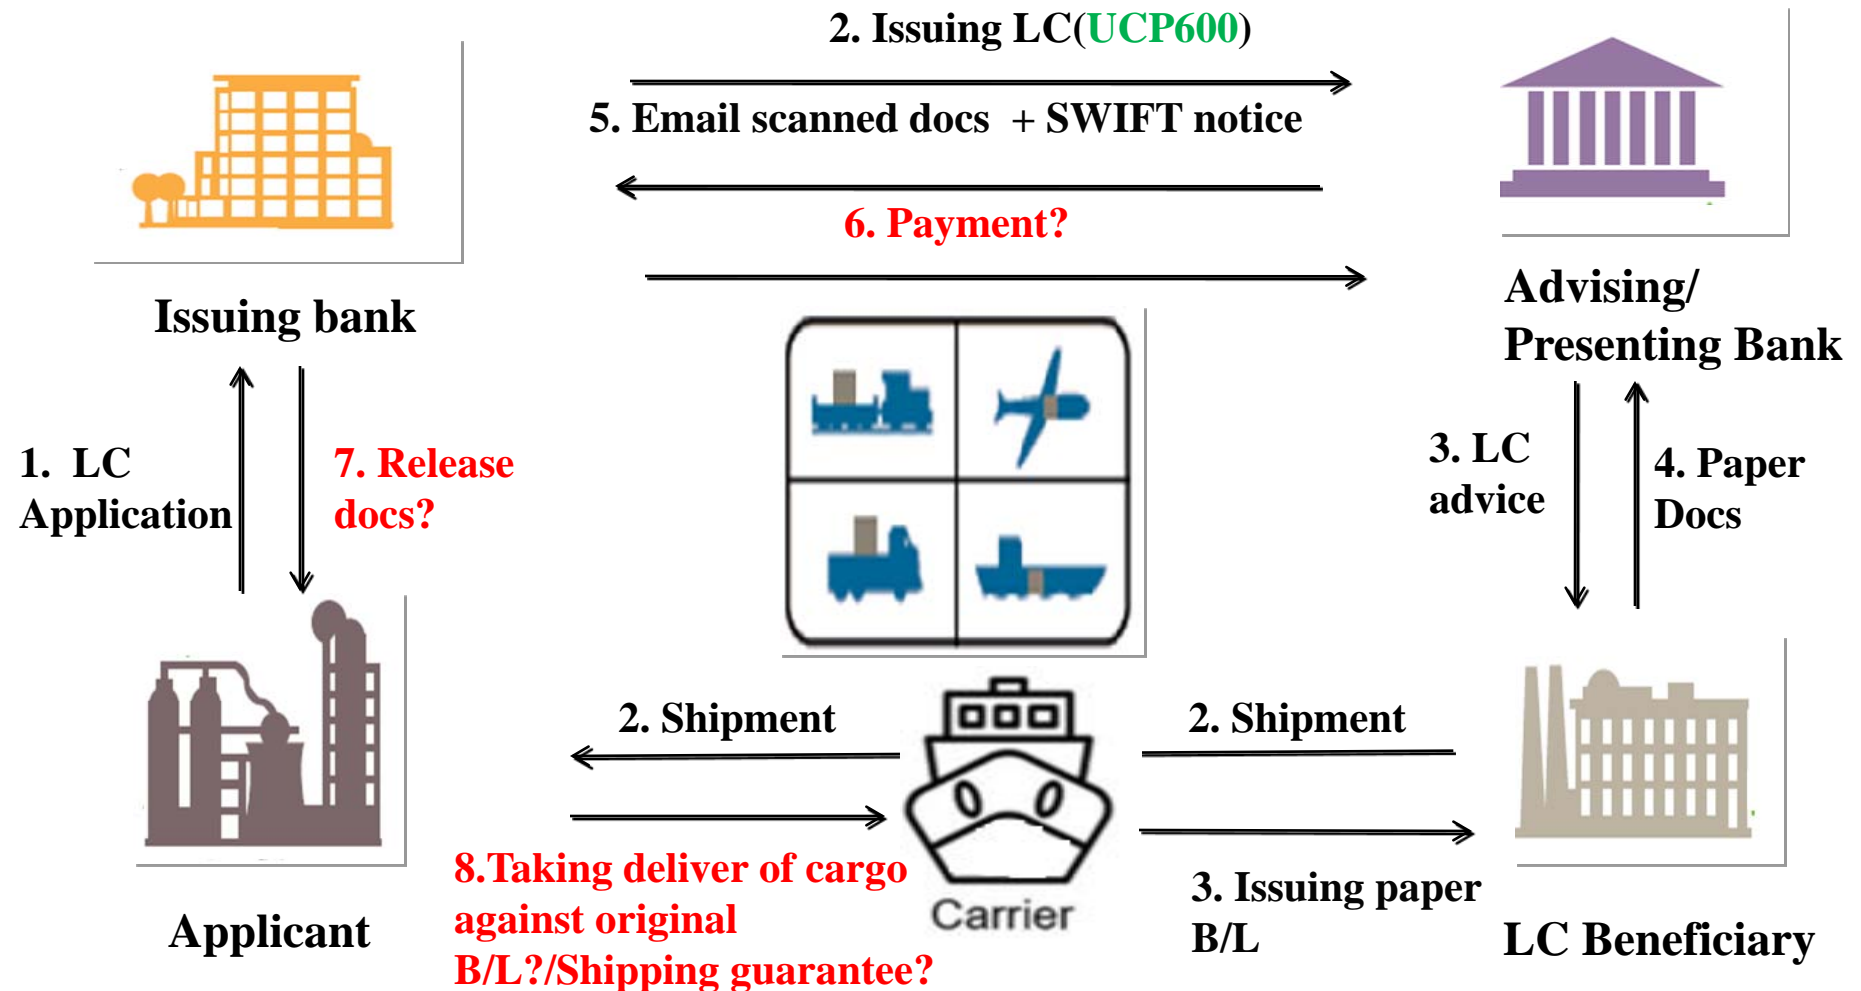 2. Issuing LC(UCP600)
5. Email scanned docs + SWIFT notice
6. Payment?
Issuing bank
Advising/
Presenting Bank
1. LC
Application
7. Release
docs?
3. LC
advice
4. Paper
Docs
2. Shipment
2. Shipment
8.Taking deliver of cargo
against original
B/L?/Shipping guarantee?
Carrier
3. Issuing paper
B/L
Applicant
LC Beneficiary